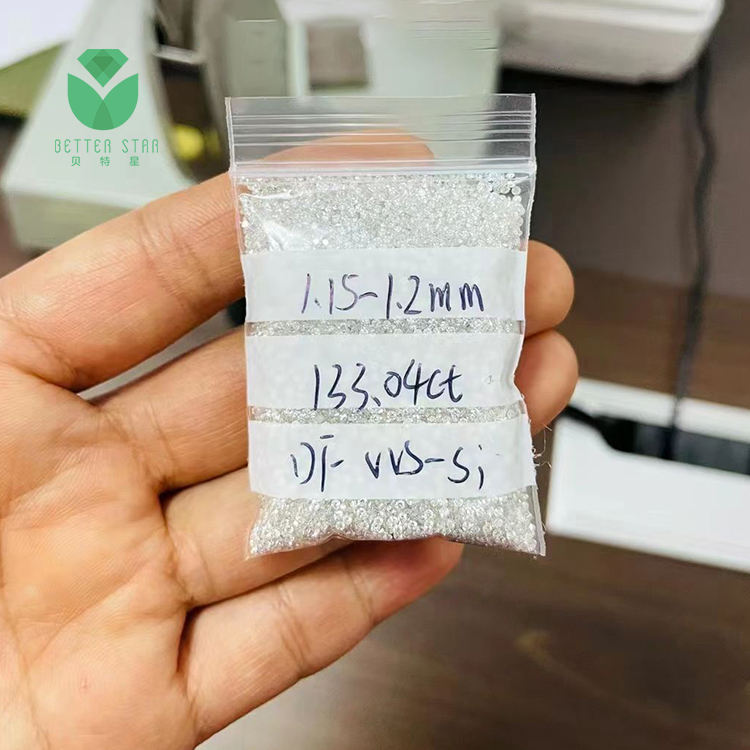 BETTER STAR
贝特星
1.15-1.2mm
133.04ct
DF VVS-Si